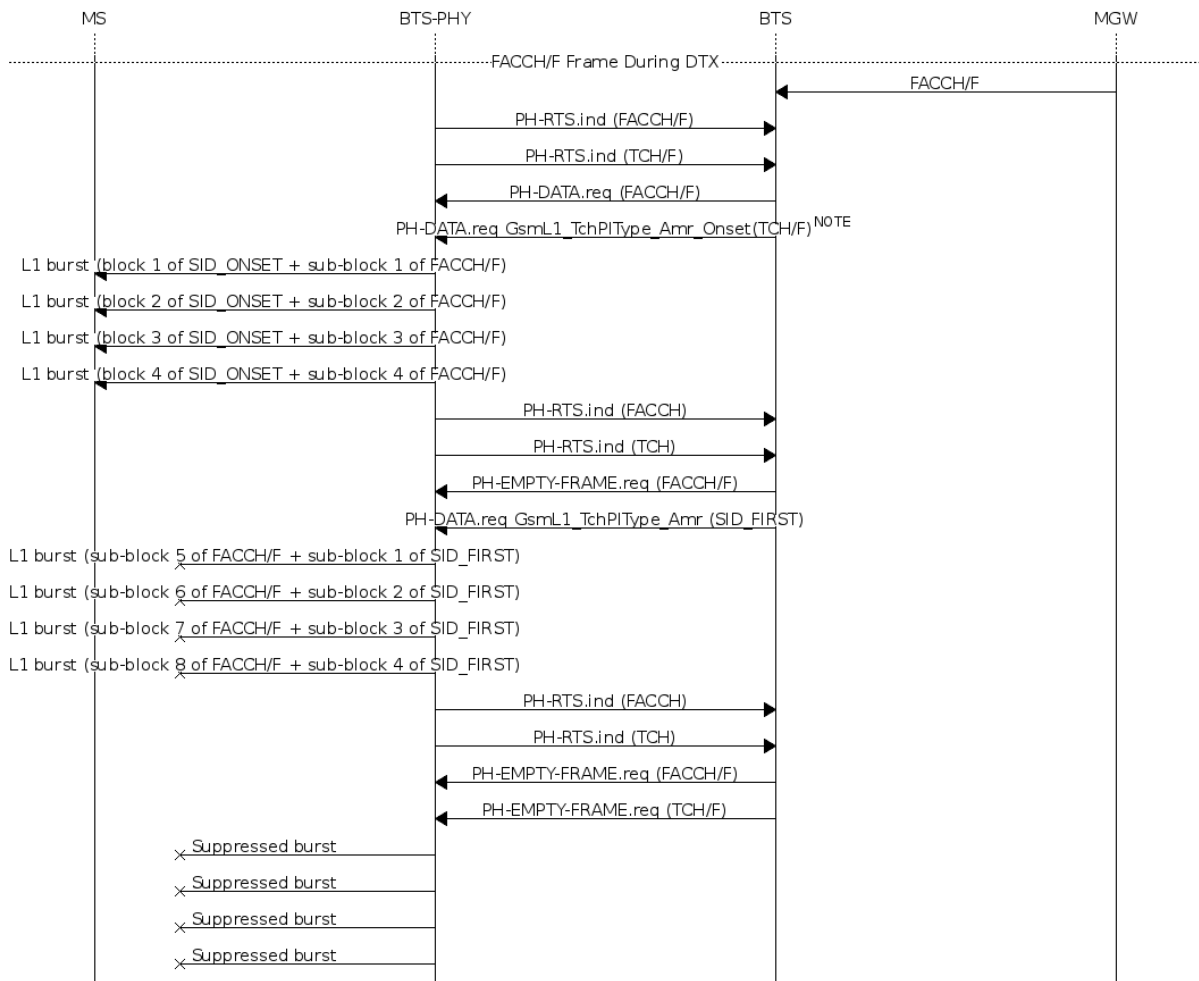 MS BTS-PHY BTS MGW
FACCH/F Frame During DTX
FACCH/F
PH-RTS.ind (FACCH/F)
PH-RTS.ind (TCH/F)
PH-DATA.req (FACCH/F)
PH-DATA.req GsmL1_TchPlType_Amr_Onset(TCH/F) NOTE
L1 burst (block 1 of SID_ONSET + sub-block 1 of FACCH/F)
L1 burst (block 2 of SID_ONSET + sub-block 2 of FACCH/F)
L1 burst (block 3 of SID_ONSET + sub-block 3 of FACCH/F)
L1 burst (block 4 of SID_ONSET + sub-block 4 of FACCH/F)
PH-RTS.ind (FACCH)
PH-RTS.ind (TCH)
PH-EMPTY-FRAME.req (FACCH/F)
PH-DATA.req GsmL1_TchPlType_Amr (SID_FIRST)
L1 burst (sub-block 5 of FACCH/F + sub-block 1 of SID_FIRST)
L1 burst (sub-block 6 of FACCH/F + sub-block 2 of SID_FIRST)
L1 burst (sub-block 7 of FACCH/F + sub-block 3 of SID_FIRST)
L1 burst (sub-block 8 of FACCH/F + sub-block 4 of SID_FIRST)
PH-RTS.ind (FACCH)
PH-RTS.ind (TCH)
PH-EMPTY-FRAME.req (FACCH/F)
PH-EMPTY-FRAME.req (TCH/F)
Suppressed burst
Suppressed burst
Suppressed burst
Suppressed burst